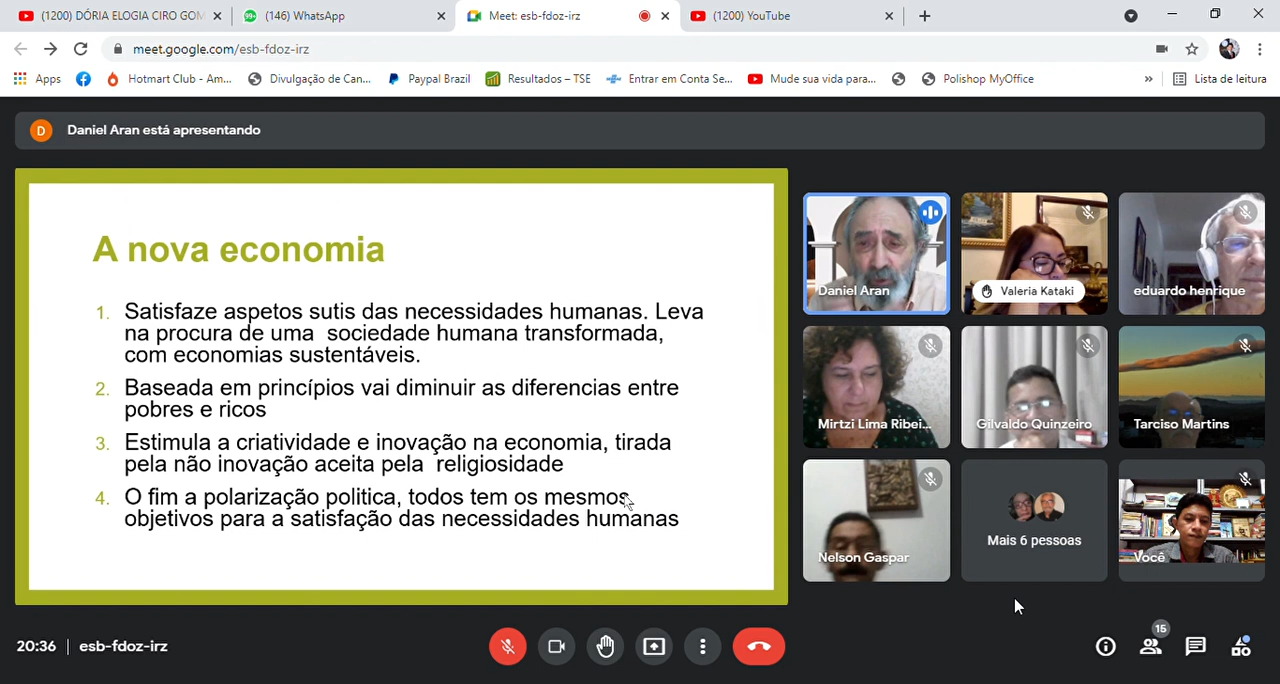 (1200) DÓRIA ELOGIA CIRO GOM
(146) WhatsApp
Meet: esb-fdoz-irz
(1200) YouTube
meet.google.com/esb-fdoz-irz
Apps
Hotmart Club - Am...
Divulgação de Can...
Paypal Brazil
Resultados – TSE
Entrar em Conta Se...
Mude sua vida para...
Polishop MyOffice
»
Lista de leitura
D
Daniel Aran está apresentando
A nova economia
1. Satisfaze aspetos sutis das necessidades humanas. Leva
na procura de uma sociedade humana transformada,
com economias sustentáveis.
2. Baseada em princípios vai diminuir as diferencias entre
pobres e ricos
3. Estimula a criatividade e inovação na economia, tirada
pela não inovação aceita pela religiosidade
4. O fim a polarização politica, todos tem os mesmos
objetivos para a satisfação das necessidades humanas
Daniel Aran
Valeria Kataki
eduardo henrique
Mirtzi Lima Ribei...
Gilvaldo Quinzeiro
Tarciso Martins
Nelson Gaspar
Mais 6 pessoas
Você
20:36 | esb-fdoz-irz
15